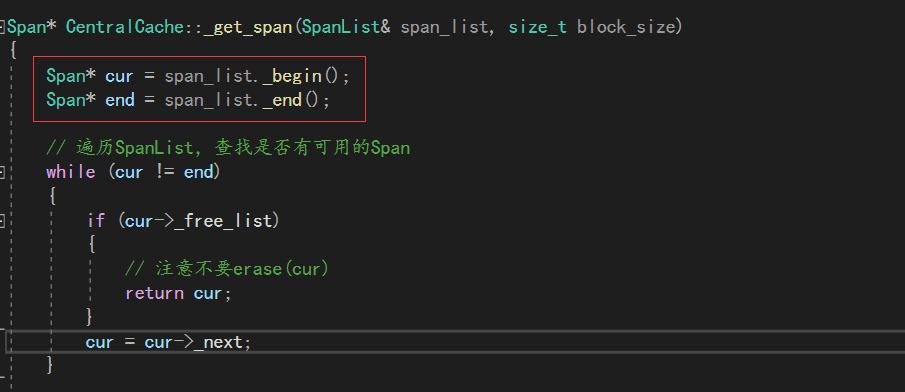 Span* CentralCache::_get_span(SpanList& span_list, size_t block_size)
{
Span* cur = span_list._begin();
Span* end = span_list._end();
// 遍历SpanList, 查找是否有可用的Span
while (cur != end)
{
if (cur->_free_list)
{
// 注意不要erase(cur)
return cur;
}
cur = cur->_next;
}